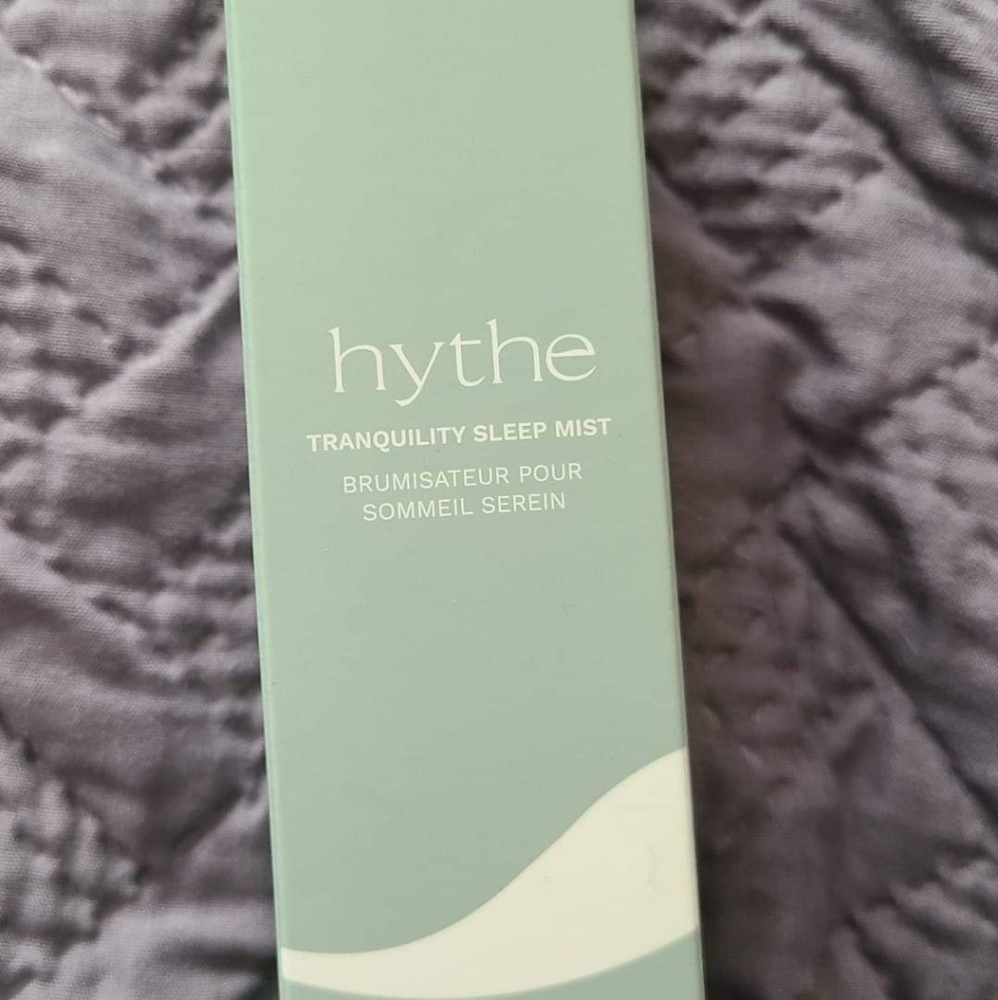 hythe
TRANQUILITY SLEEP MIST
BRUMISATEUR POUR
SOMMEIL SEREIN